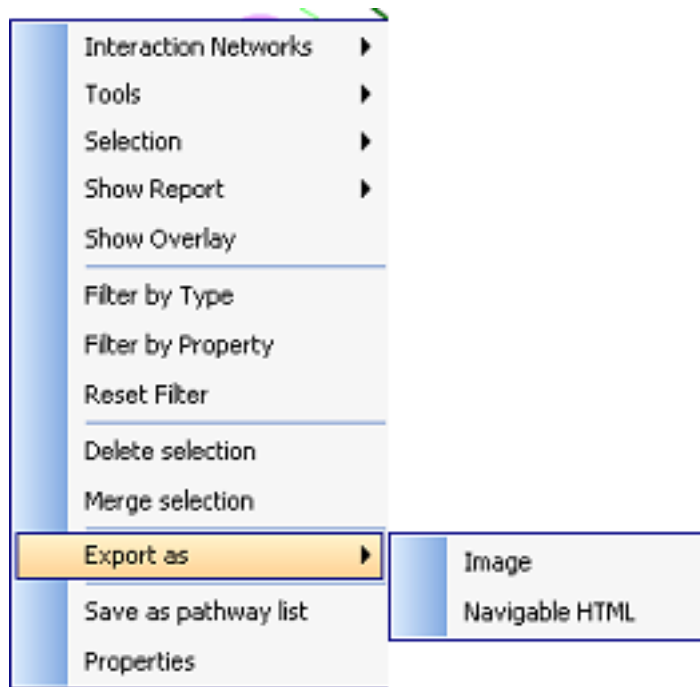 Interaction Networks
Tools
Selection
Show Report
Show Overlay
Filter by Type
Filter by Property
Reset Filter
Delete selection
Merge selection
Export as
Image
Navigable HTML
Save as pathway list
Properties